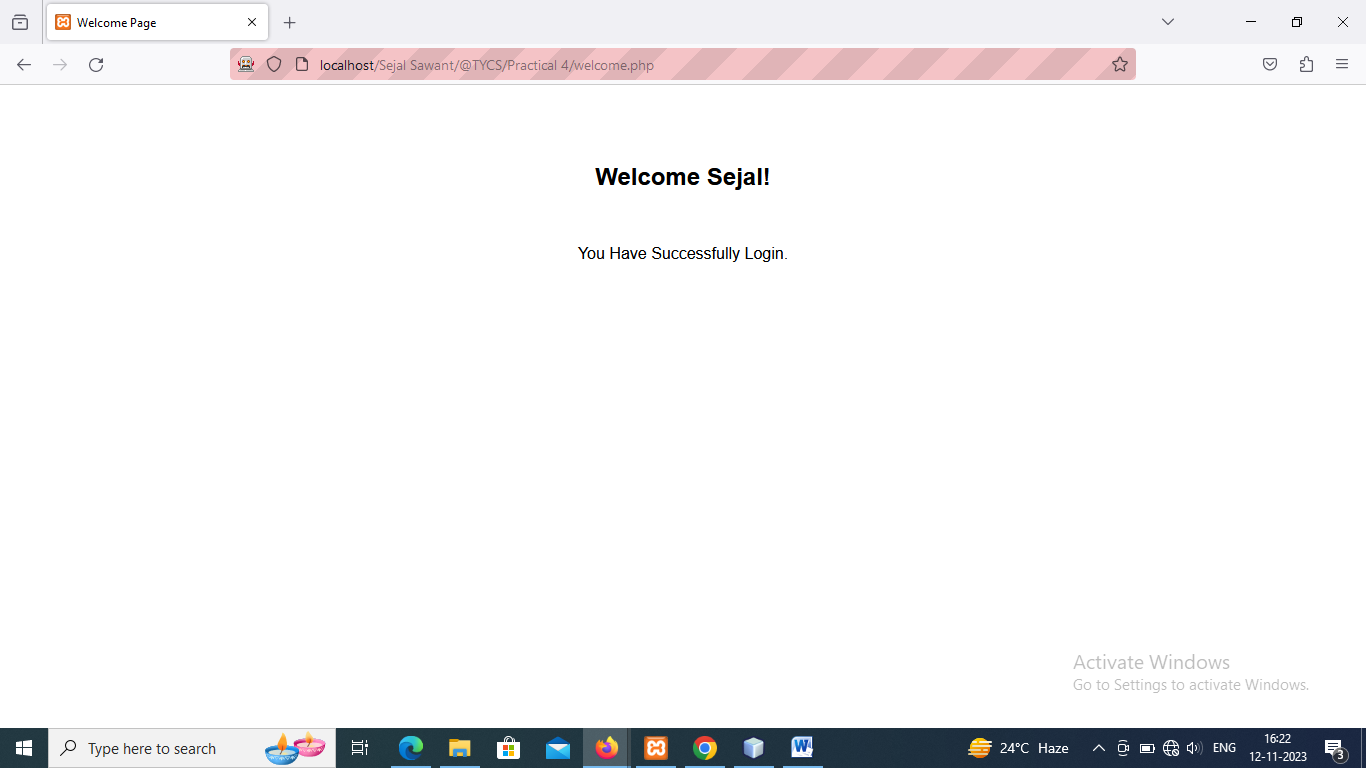 Welcome Page
localhost/Sejal Sawant/@TYCS/Practical 4/welcome.php
Welcome Sejal!
You Have Successfully Login.
Activate Windows
Go to Settings to activate Windows.
Type here to search
24°C Haze
ENG
16:22
12-11-2023
3